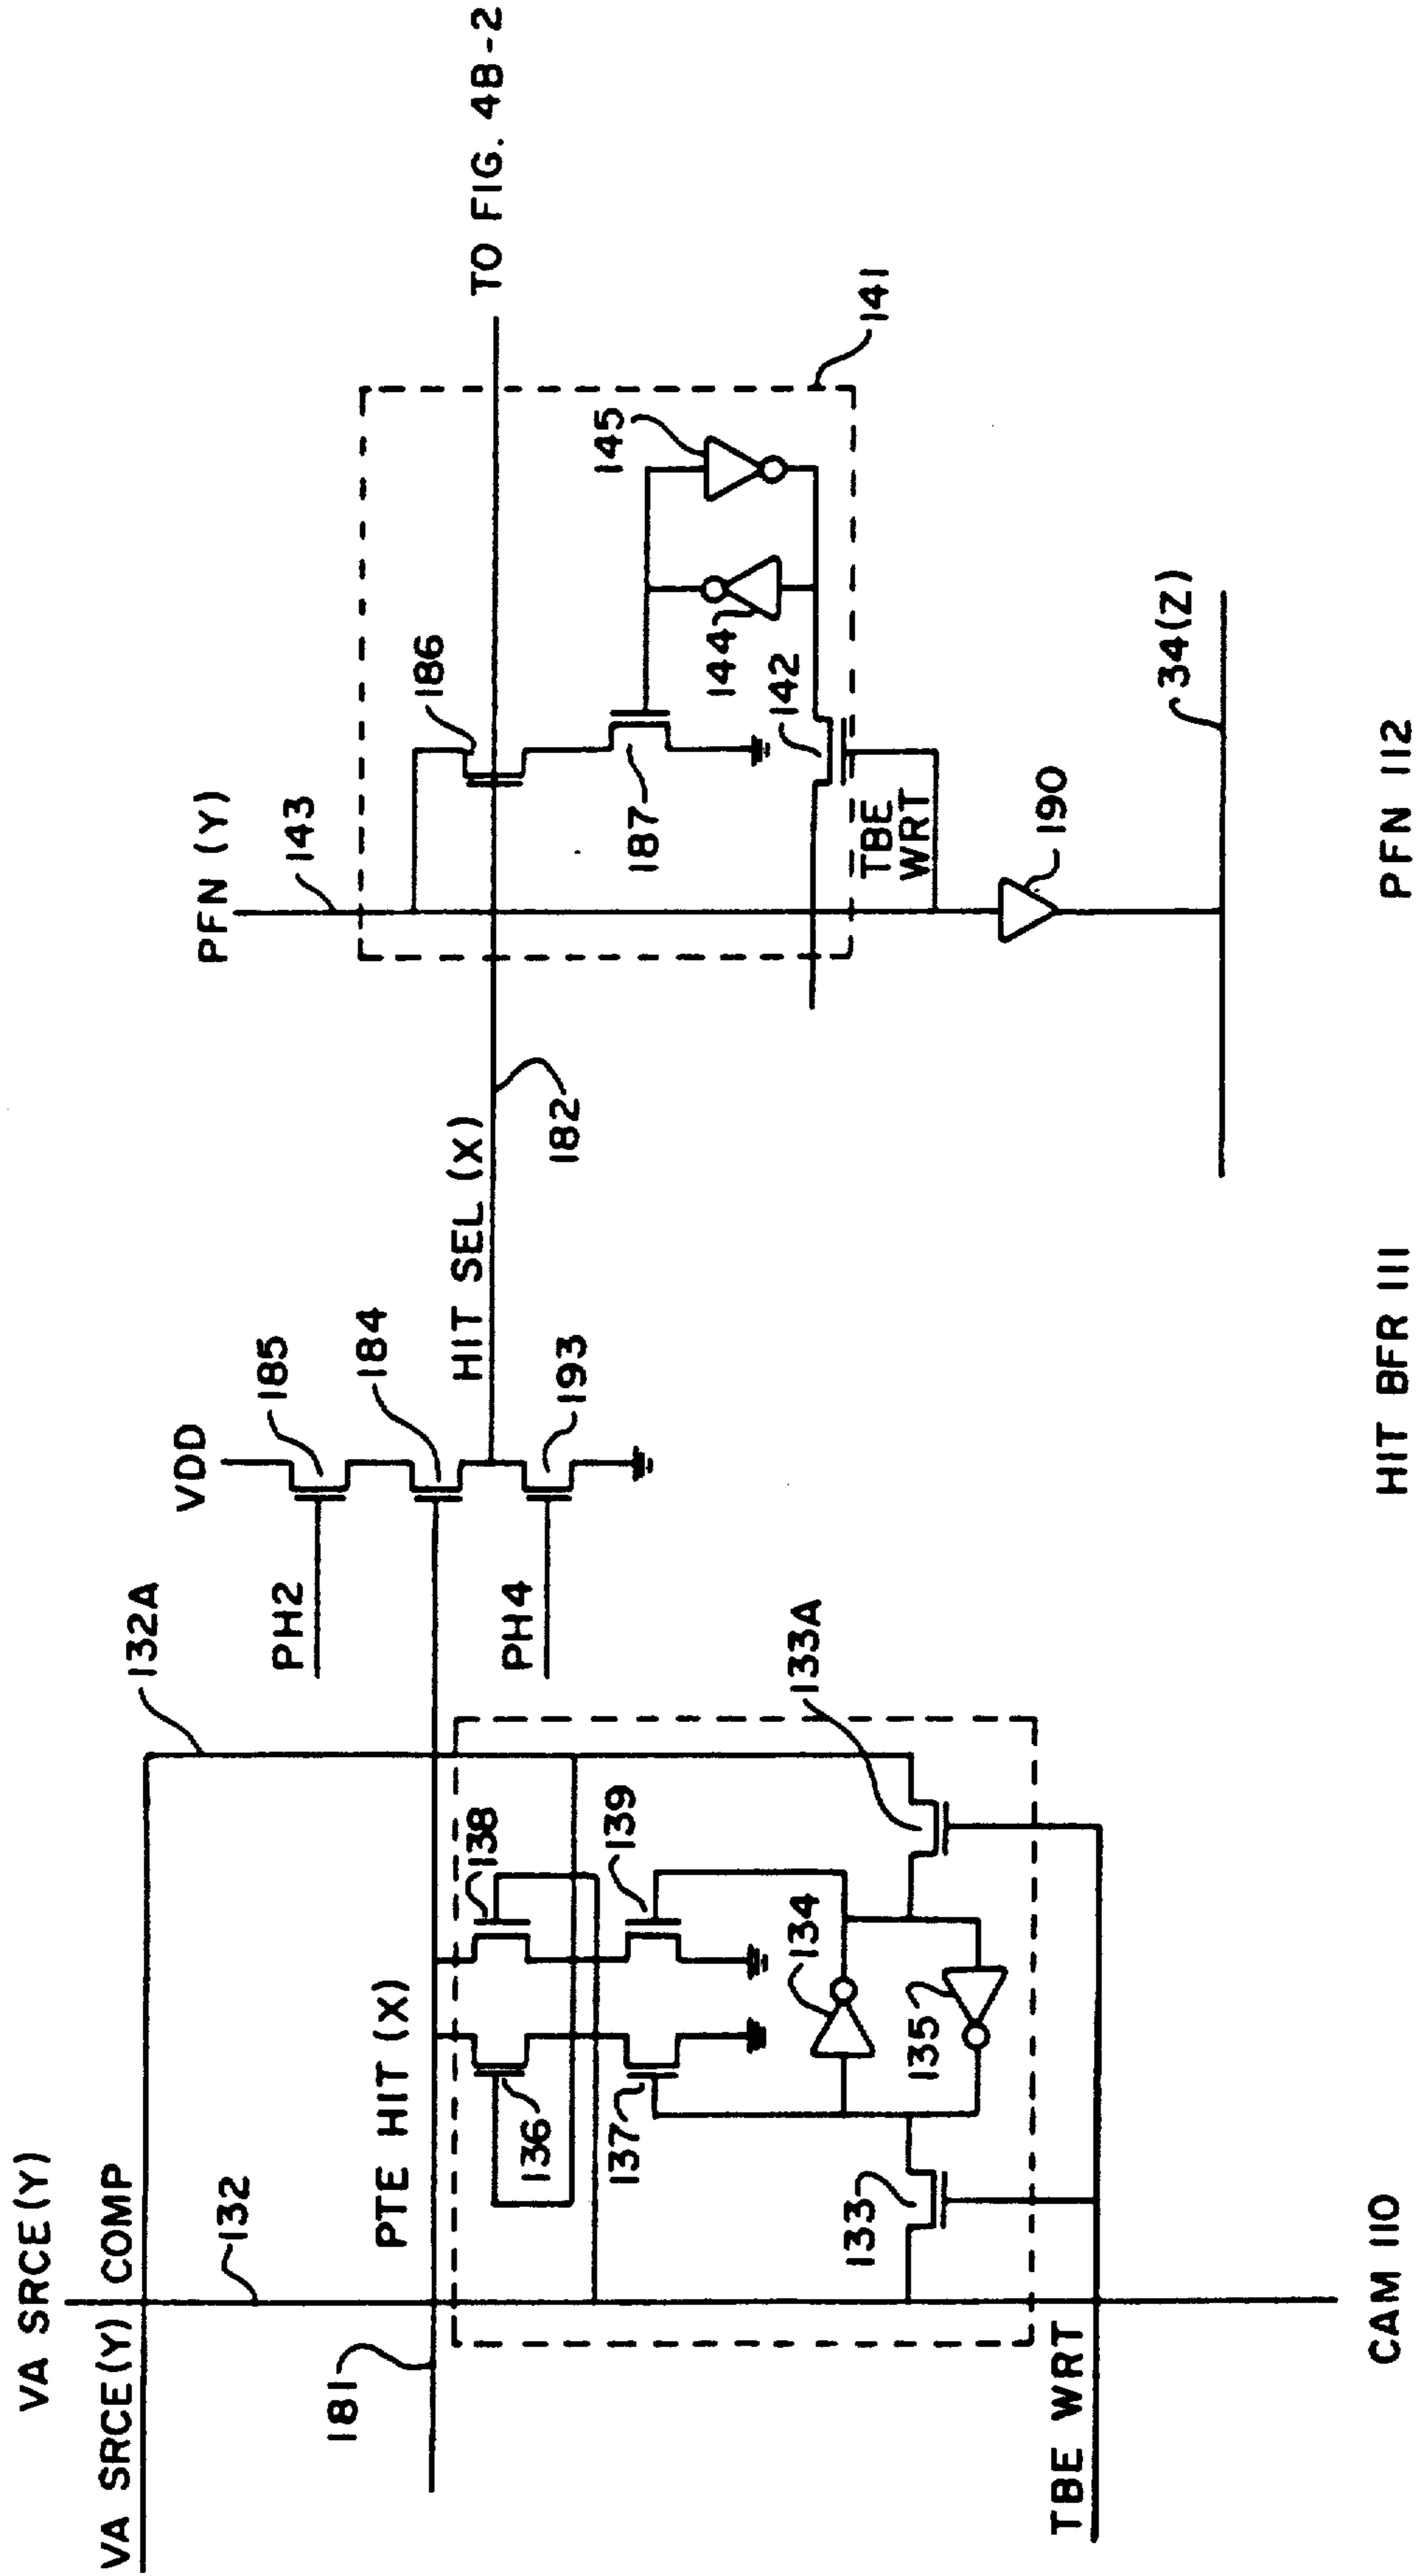 VA SRCE (Y)
VA SRCE (Y) COMP
132
132A
181
PTE HIT (X)
138
136
139
137
134
135
133
133A
TBE WRT
CAM 110
VDD
185
PH2
184
PH4
193
HIT SEL (X)
182
HIT BFR 111
PFN (Y)
143
186
TO FIG. 4B-2
187
145
144
142
141
TBE
WRT
190
34(Z)
PFN 112